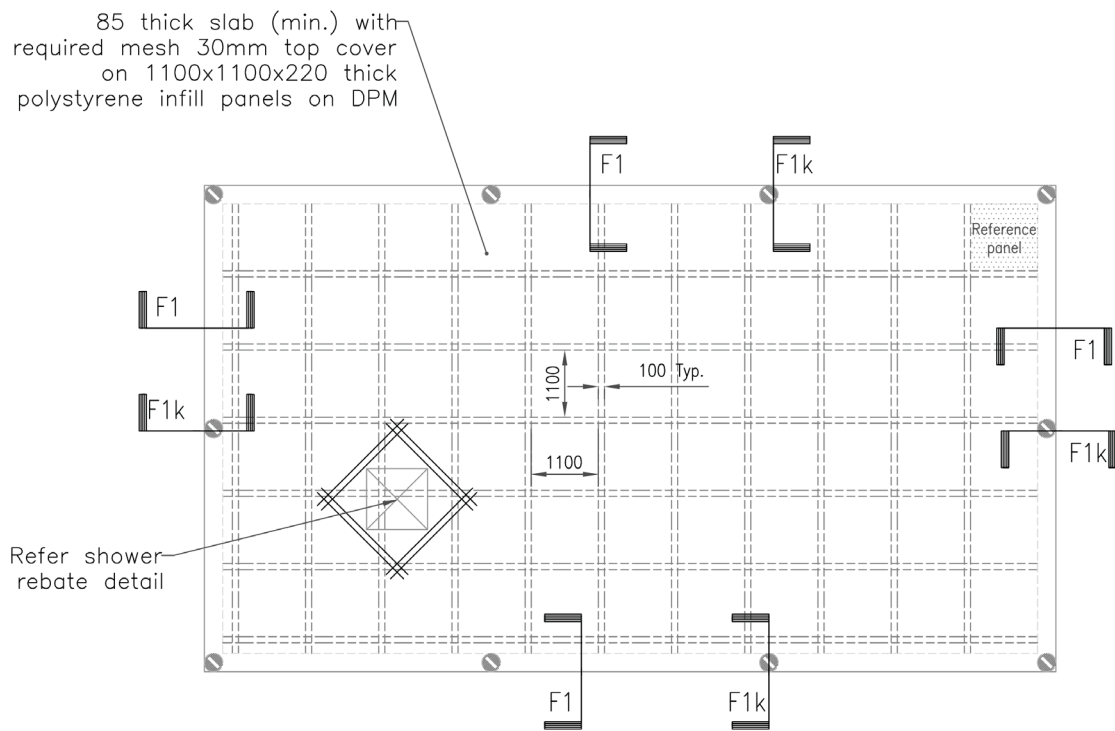 85 thick slab (min.) with
required mesh 30mm top cover
on 1100x1100x220 thick
polystyrene infill panels on DPM
F1
F1k
Reference
panel
F1
F1
1100
100 Typ.
F1k
F1k
1100
Refer shower
rebate detail
F1
F1k